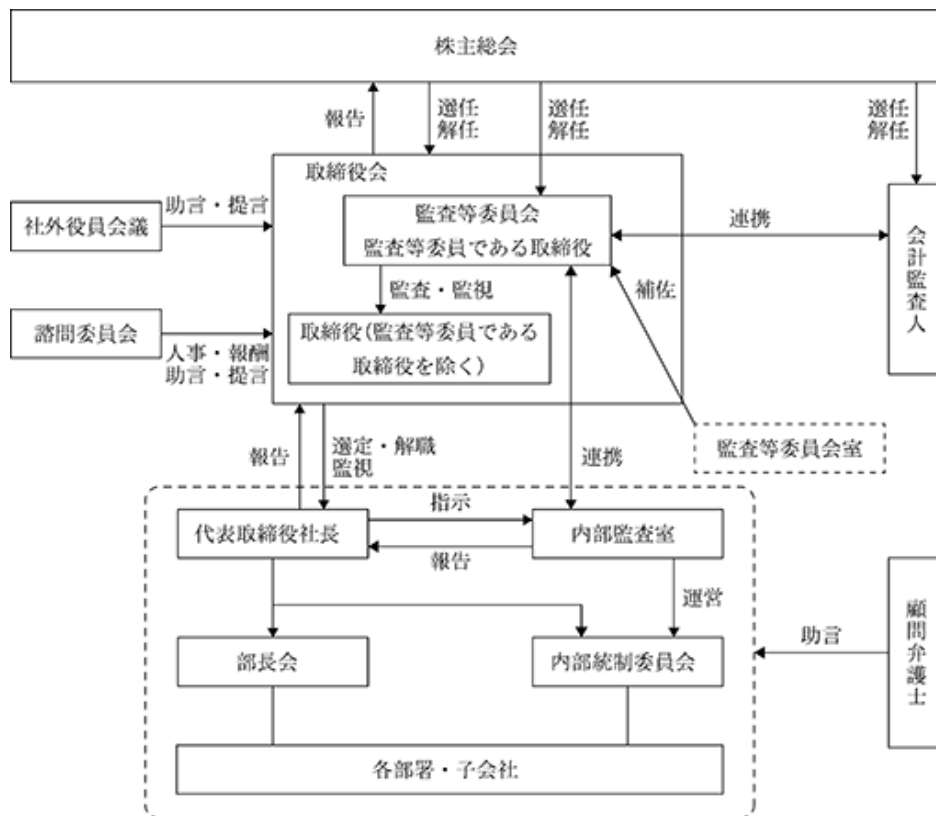 株主総会
報告
選任
解任
選任
解任
選任
解任
取締役会
社外役員会議
助言・提言
監査等委員会
監査等委員である取締役
連携
会計監査人
監査・監視
補佐
諮問委員会
人事・報酬
助言・提言
取締役(監査等委員である
取締役を除く)
報告
選定・解職
監視
連携
監査等委員会室
代表取締役社長
指示
報告
内部監査室
運営
部長会
内部統制委員会
助言
顧問弁護士
各部署・子会社